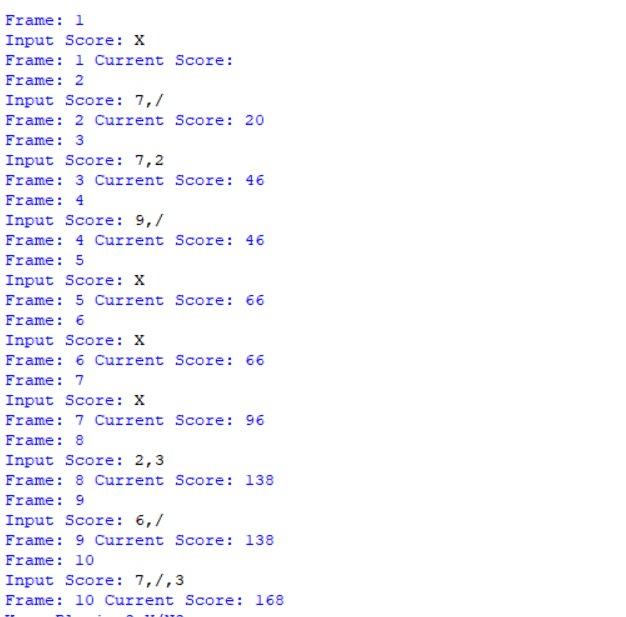 Frame: 1
Input Score: X
Frame: 1 Current Score:
Frame: 2
Input Score: 7,/
Frame: 2 Current Score: 20
Frame: 3
Input Score: 7,2
Frame: 3 Current Score: 46
Frame: 4
Input Score: 9,/
Frame: 4 Current Score: 46
Frame: 5
Input Score: X
Frame: 5 Current Score: 66
Frame: 6
Input Score: X
Frame: 6 Current Score: 66
Frame: 7
Input Score: X
Frame: 7 Current Score: 96
Frame: 8
Input Score: 2,3
Frame: 8 Current Score: 138
Frame: 9
Input Score: 6,/
Frame: 9 Current Score: 138
Frame: 10
Input Score: 7,/,3
Frame: 10 Current Score: 168